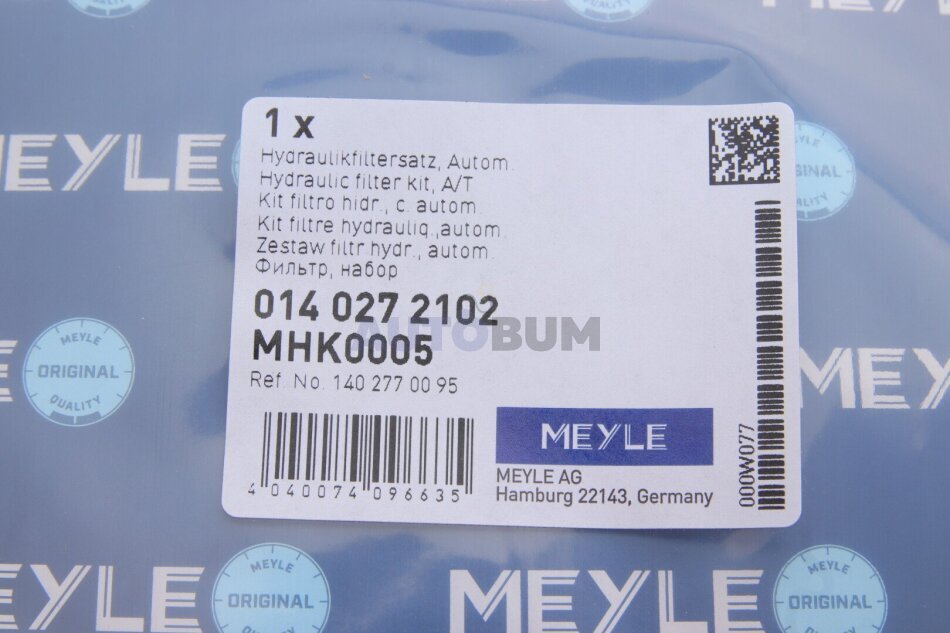 MEYLE
MEYLE
1 x
Hydraulikfiltersatz, Autom.
Hydraulic filter kit, A/T
Kit filtro hidr., c. autom
Kit filtre hydrauliq.,autom.
Zestaw filtr hydr., autom.
Фильтр, набор
014 027 2102
MHK0005
AUTOBUM
Ref. No. 140 277 00 95
4 040074 096635
MEYLE
MEYLE AG
Hamburg 22143, Germany
000W077
MEYLE
ORIGINAL
QUALITY
MEYLE
MEYLE
ORIGINAL
MEYLE
MEYLE
ORIGINAL